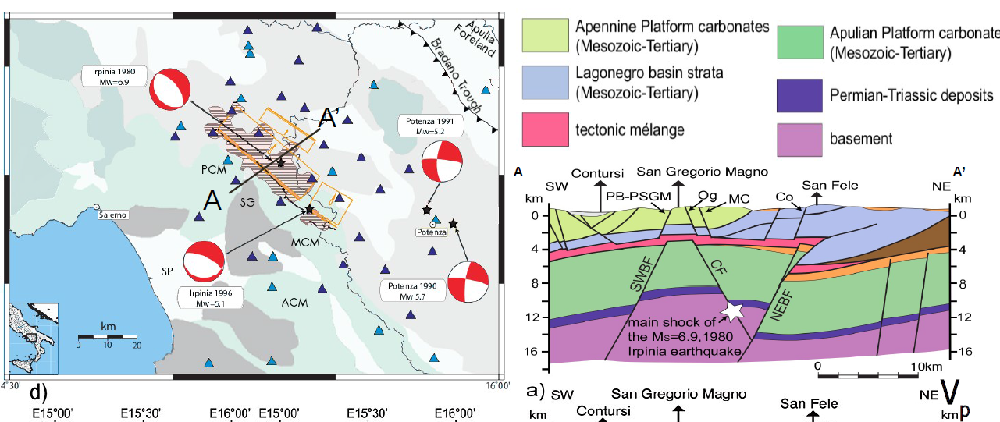 Apulia
Foreland
Bradano Trough
Irpinia 1980
Mw=6.9
A'
Potenza 1991
Mw=5.2
PCM
A
SG
Salerno
Potenza
MCM
SP
Irpinia 1996
Mw=5.1
ACM
Potenza 1990
Mw 5.7
km
0 10 20
4°30'
16°00'
d)
E15°00' E15°30' E16°00' E15°00' E15°30' E16°00'
Apennine Platform carbonates
(Mesozoic-Tertiary)
Lagonegro basin strata
(Mesozoic-Tertiary)
tectonic mélange
Apulian Platform carbonate
(Mesozoic-Tertiary)
Permian-Triassic deposits
basement
A
A'
SW
Contursi
San Gregorio Magno
San Fele
NE
km
PB-PSGM
Og
MC
Co
km
0
4
8
12
16
0
4
8
12
16
SWBF
CF
NEBF
main shock of
the Ms=6.9,1980
Irpinia earthquake
0 10km
a)
SW
San Gregorio Magno
NE
Vp
km
Contursi
San Fele
km